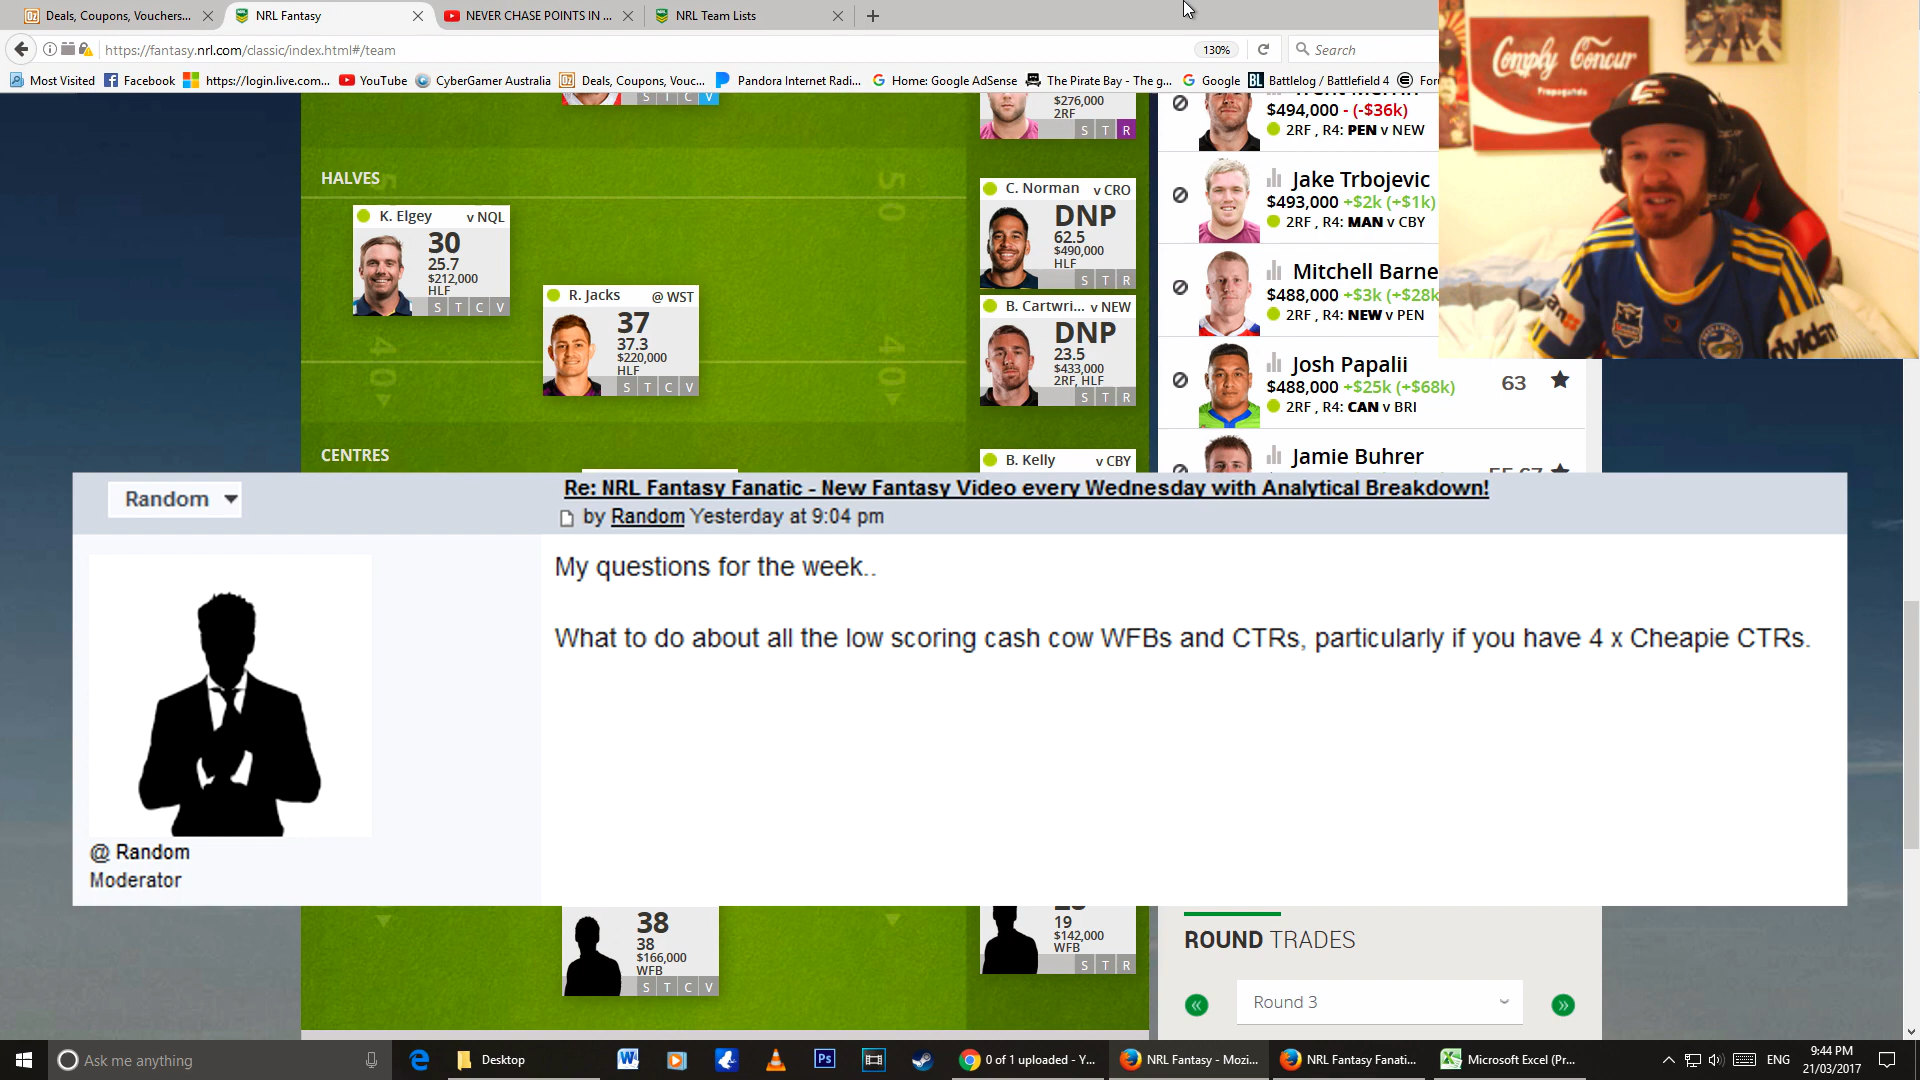 Deals, Coupons, Vouchers...
NRL Fantasy
NEVER CHASE POINTS IN ...
NRL Team Lists
https://fantasy.nrl.com/classic/index.html#/team
130%
Search
Most Visited
Facebook
https://login.live.com...
YouTube
CyberGamer Australia
Deals, Coupons, Vouc...
Pandora Internet Radi...
Home: Google AdSense
The Pirate Bay - The g...
Google
Battlelog / Battlefield 4
For
S T C V
$276,000
2RF
S T R
$494,000 - (-$36k)
2RF , R4: PEN v NEW
Comply Concur
Propaganda
HALVES
K. Elgey v NQL
30
25.7
$212,000
HLF
S T C V
R. Jacks @ WST
37
37.3
$220,000
HLF
S T C V
50
40
50
40
C. Norman v CRO
DNP
62.5
$490,000
HLF
S T R
B. Cartwri... v NEW
DNP
23.5
$433,000
2RF, HLF
S T R
Jake Trbojevic
$493,000 +$2k (+$1k)
2RF , R4: MAN v CBY
Mitchell Barne
$488,000 +$3k (+$28k
2RF , R4: NEW v PEN
Josh Papalii
$488,000 +$25k (+$68k)
2RF , R4: CAN v BRI
63
Jamie Buhrer
dividan
CENTRES
B. Kelly v CBY
Random
Re: NRL Fantasy Fanatic - New Fantasy Video every Wednesday with Analytical Breakdown!
by Random Yesterday at 9:04 pm
My questions for the week..
What to do about all the low scoring cash cow WFBs and CTRs, particularly if you have 4 x Cheapie CTRs.
@ Random
Moderator
38
38
$166,000
WFB
S T C V
19
$142,000
WFB
S T R
ROUND TRADES
Round 3
Ask me anything
Desktop
0 of 1 uploaded - Y...
NRL Fantasy - Mozi...
NRL Fantasy Fanati...
Microsoft Excel (Pr...
ENG
9:44 PM
21/03/2017